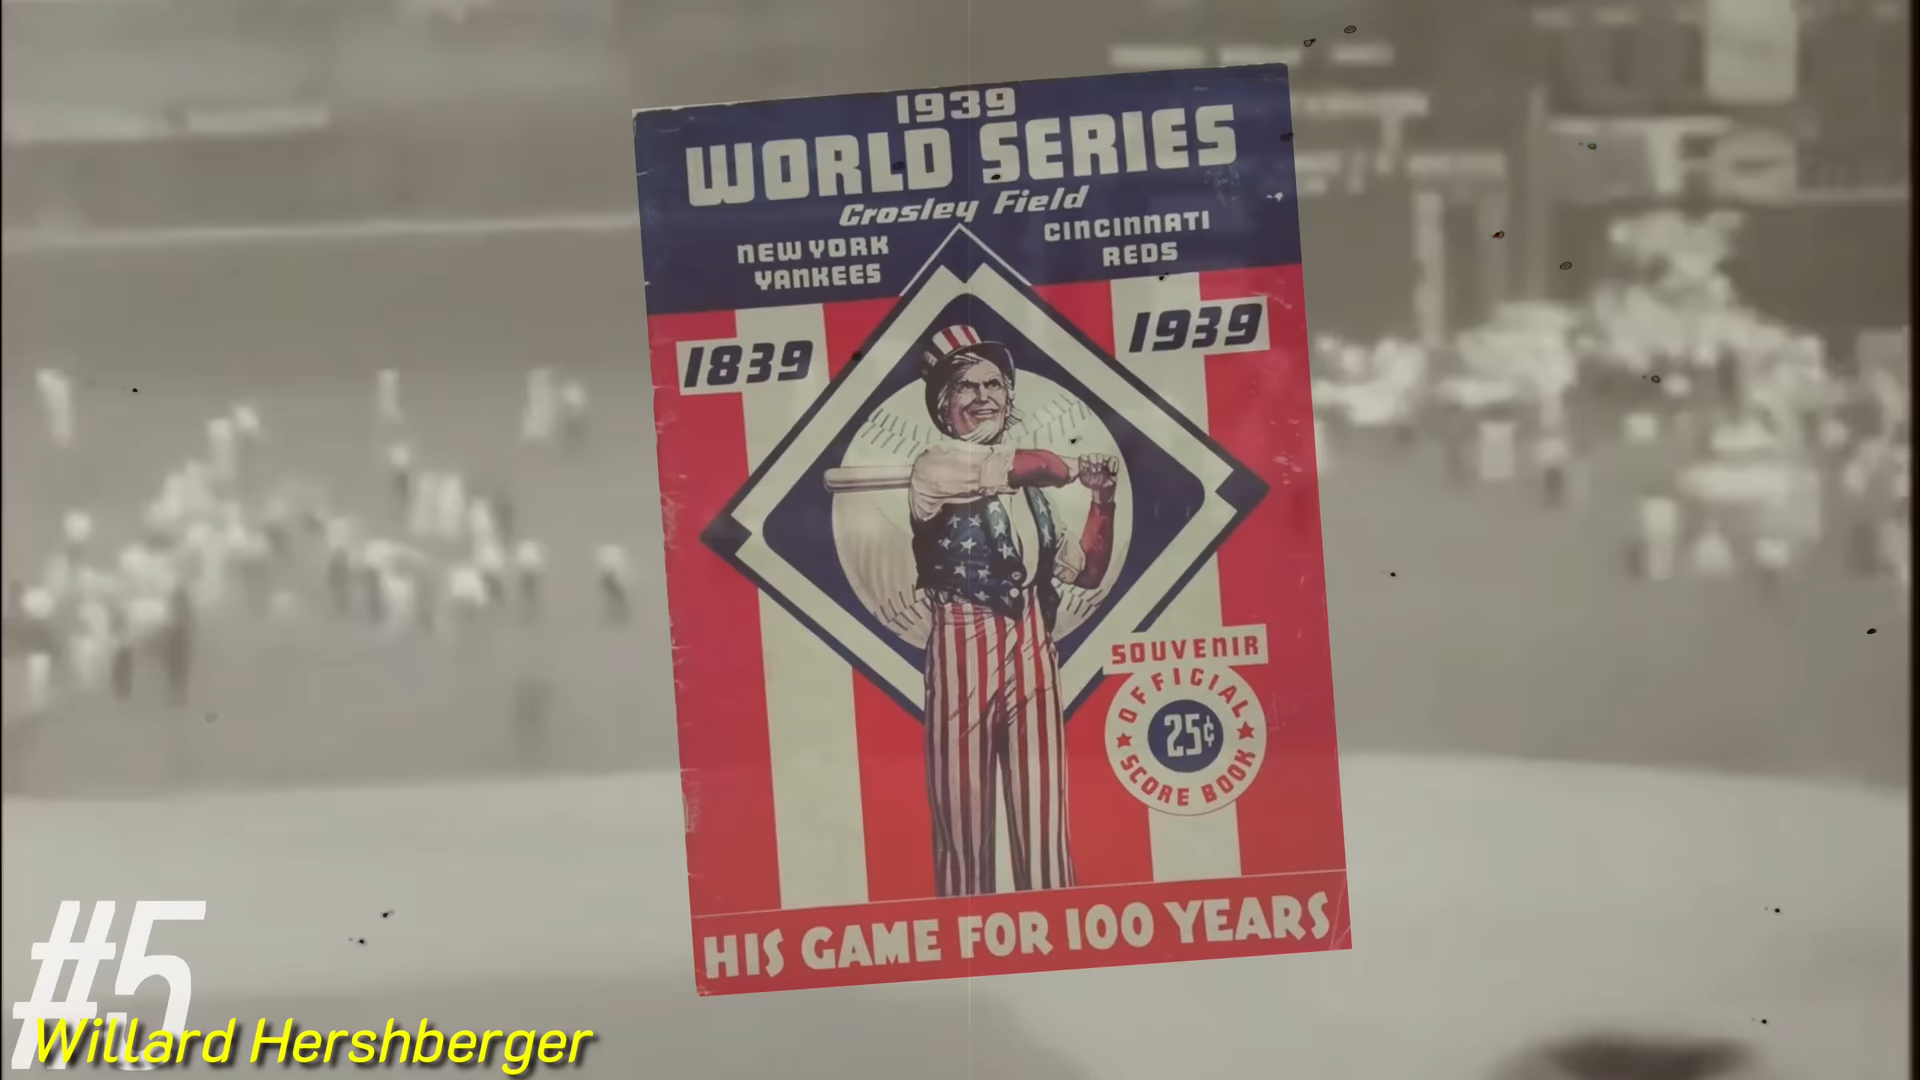 1939
WORLD SERIES
Crosley Field
NEW YORK
YANKEES
CINCINNATI
REDS
1839
1939
SOUVENIR
OFFICIAL
25¢
SCORE BOOK
HIS GAME FOR 100 YEARS
#5
Willard Hershberger